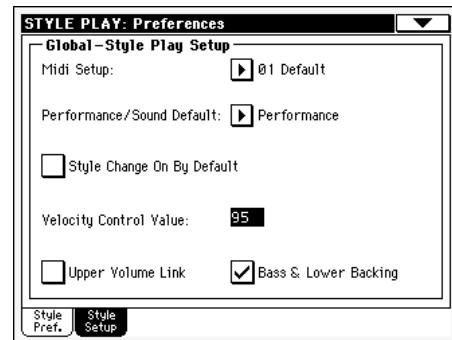 STYLE PLAY: Preferences
Global-Style Play Setup
Midi Setup: 01 Default
Performance/Sound Default: Performance
Style Change On By Default
Velocity Control Value: 95
Upper Volume Link Bass & Lower Backing
Style Pref. Style Setup